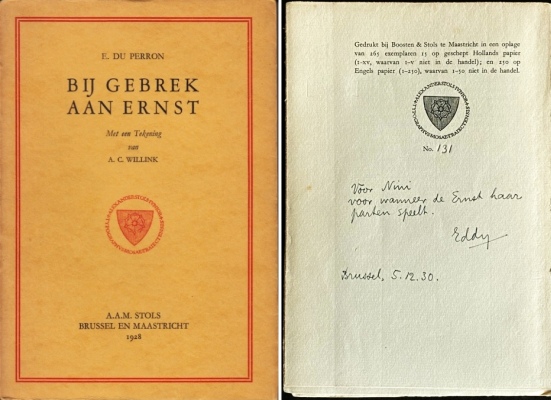 E. DU PERRON
BIJ GEBREK
AAN ERNST
Met een Tekening
van
A. C. WILLINK
A.A.M. STOLS
BRUSSEL EN MAASTRICHT
1928
Gedrukt bij Boosten & Stols te Maastricht in een oplage
van 265 exemplaren 15 op geschept Hollands papier
(I-XV, waarvan I-V niet in de handel); en 250 op
Engels papier (1-250), waarvan 1-50 niet in de handel.
No. 131
Voor Nini
voor wanneer de Ernst haar
parten speelt.
Eddy
Brussel, 5.12.30.